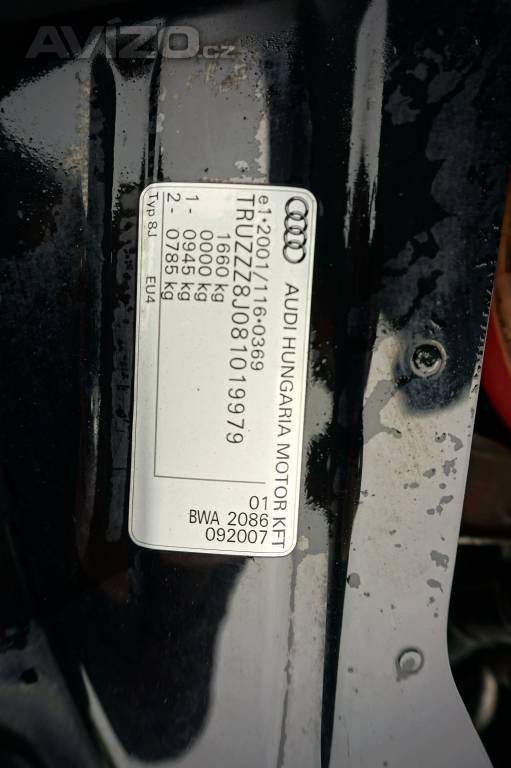 AVÍZO.cz
AUDI HUNGARIA MOTOR KFT
e1*2001/116*0369
TRUZZZ8J081019979
1660 kg
0000 kg
1 - 0945 kg
2 - 0785 kg
Typ 8J EU4
01
BWA 2086
092007